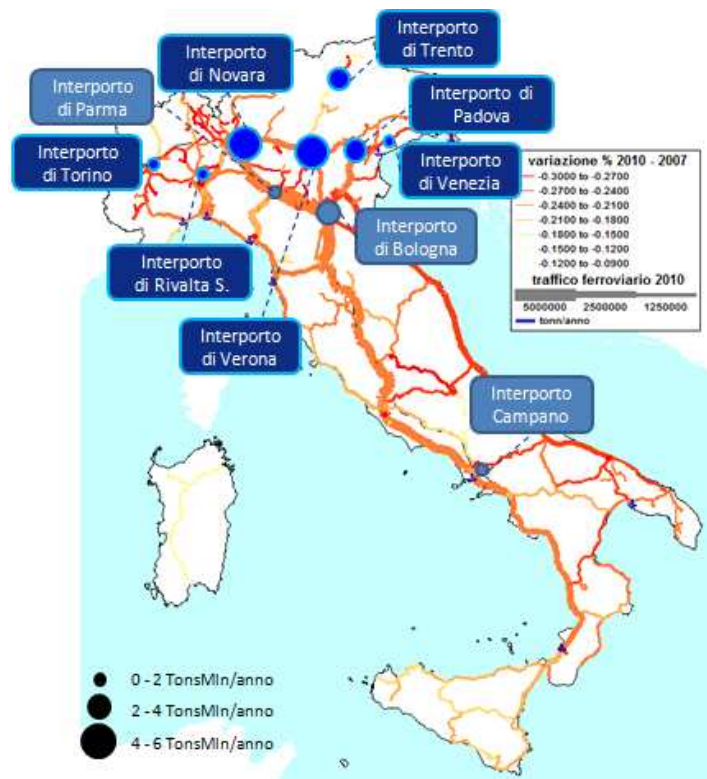 Interporto
di Trento
Interporto
di Novara
Interporto
di Parma
Interporto di
Padova
Interporto
di Torino
Interporto
di Venezia
variazione % 2010 - 2007
-0.3000 to -0.2700
-0.2700 to -0.2400
-0.2400 to -0.2100
-0.2100 to -0.1800
-0.1800 to -0.1500
-0.1500 to -0.1200
-0.1200 to -0.0900
traffico ferroviario 2010
5000000 2500000 1250000
tonn/anno
Interporto
di Bologna
Interporto
di Rivalta S.
Interporto
di Verona
Interporto
Campano
0 - 2 TonsMln/anno
2 - 4 TonsMln/anno
4 - 6 TonsMln/anno